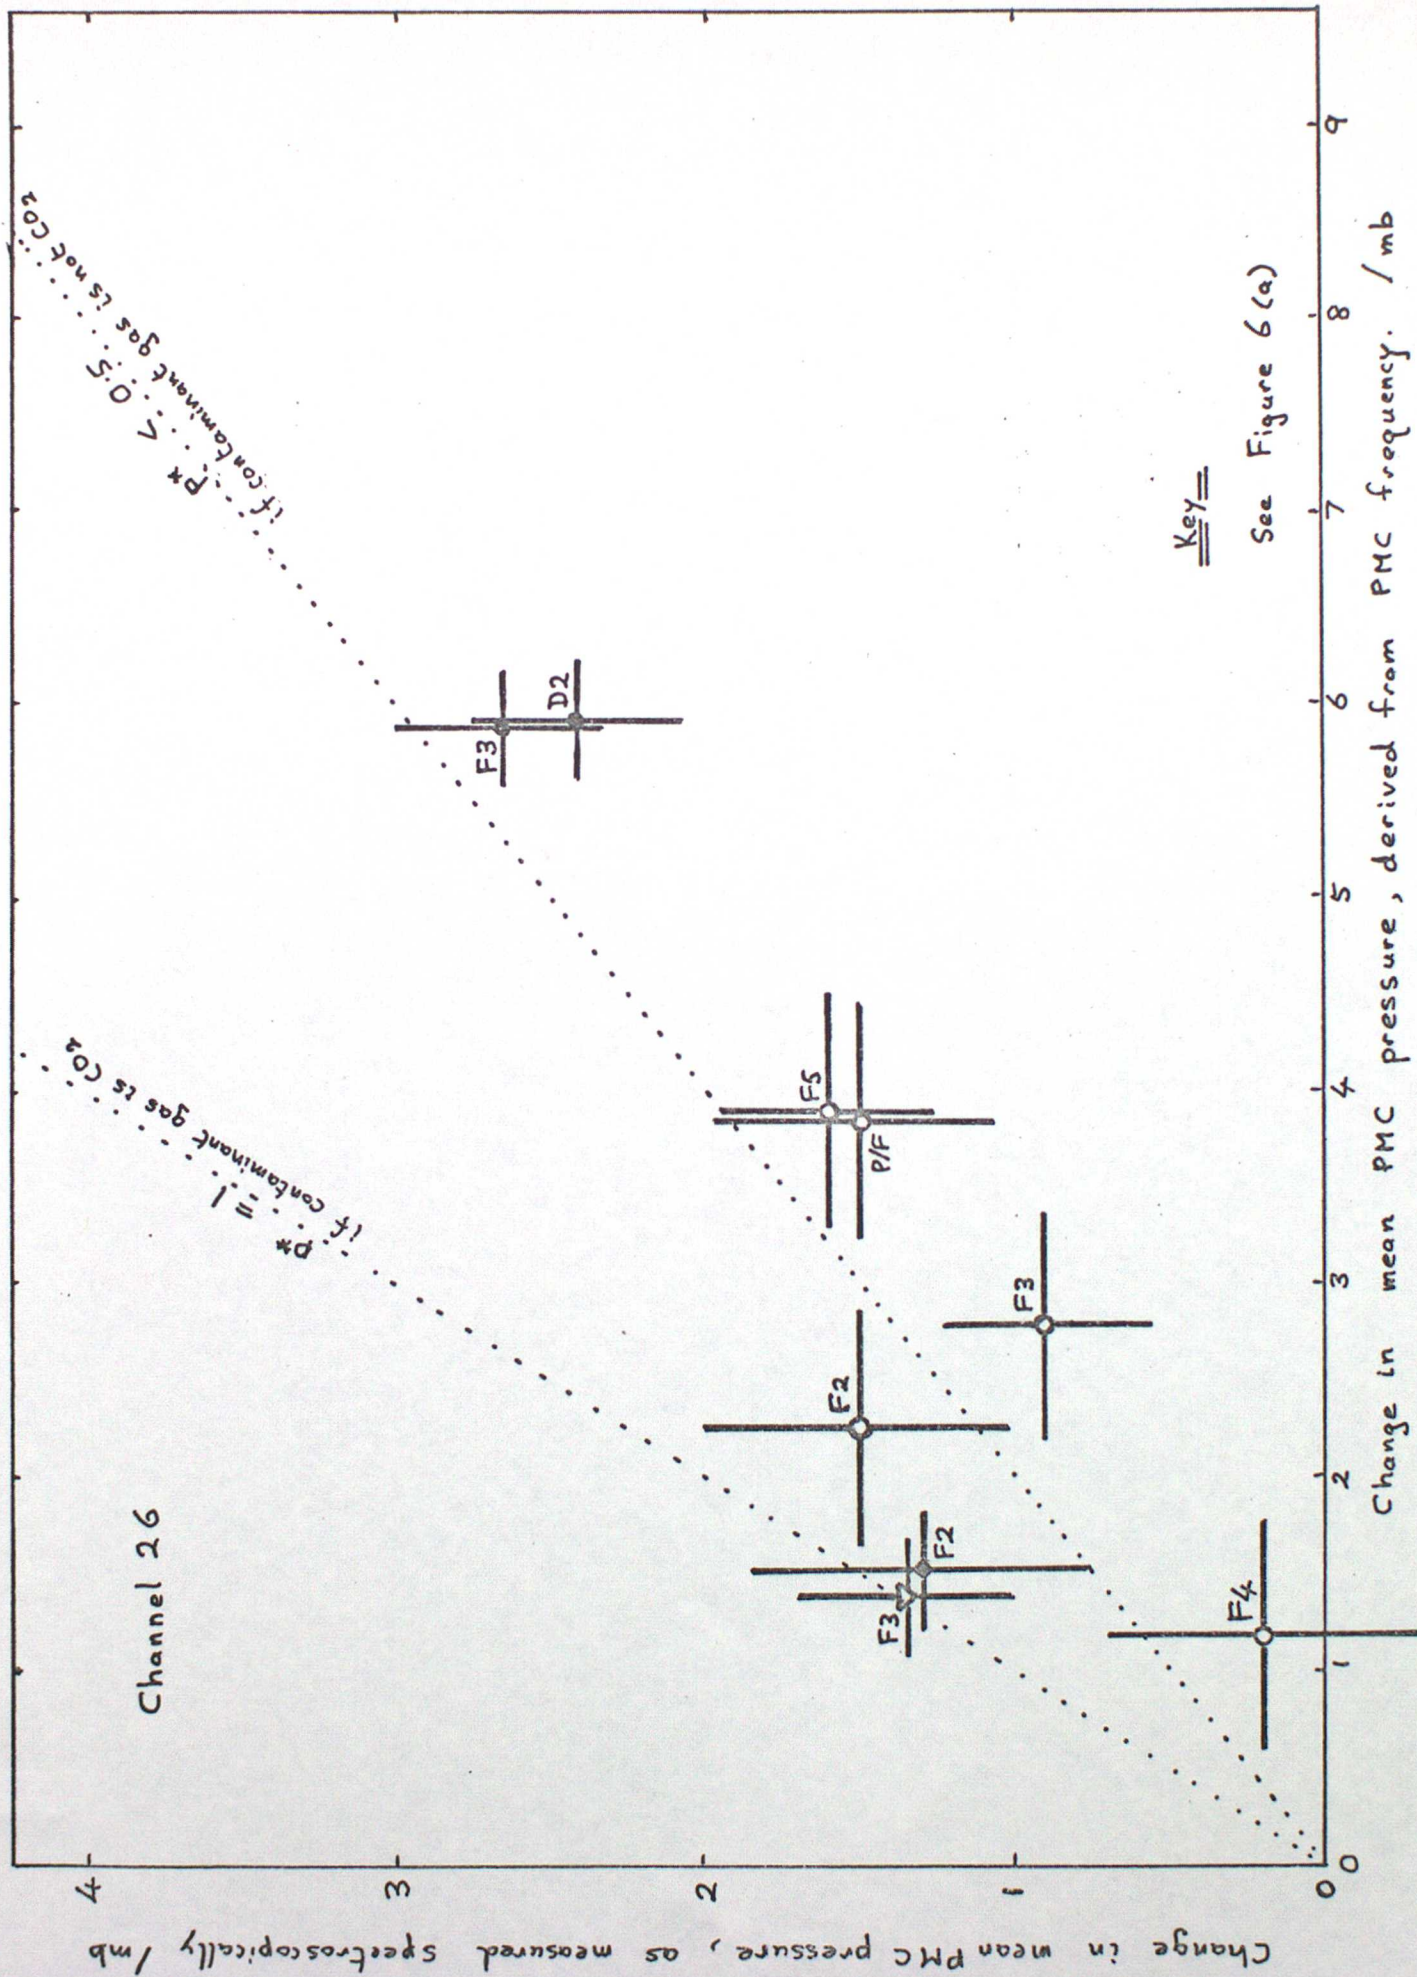 Channel 26
P* = 1
if contaminant gas is CO2
P* < 0.5
if contaminant gas is not CO2
F3
D2
F5
P/F
F2
F3
F3
F2
F4
Key
See Figure 6(a)
4
3
2
1
0
0 1 2 3 4 5 6 7 8 9
Change in mean PMC pressure, as measured spectroscopically /mb
Change in mean PMC pressure, derived from PMC frequency. /mb